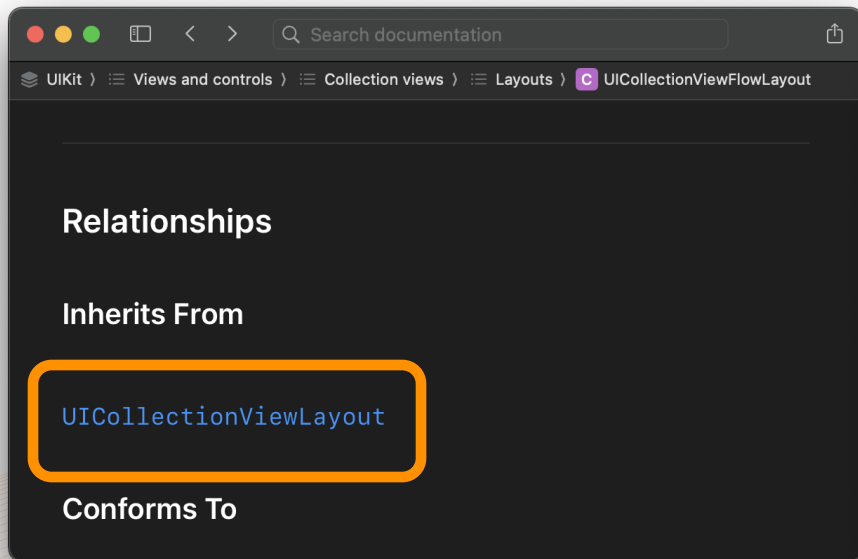 Search documentation
UIKit 〉 Views and controls 〉 Collection views 〉 Layouts 〉 C UICollectionViewFlowLayout
Relationships
Inherits From
UICollectionViewLayout
Conforms To